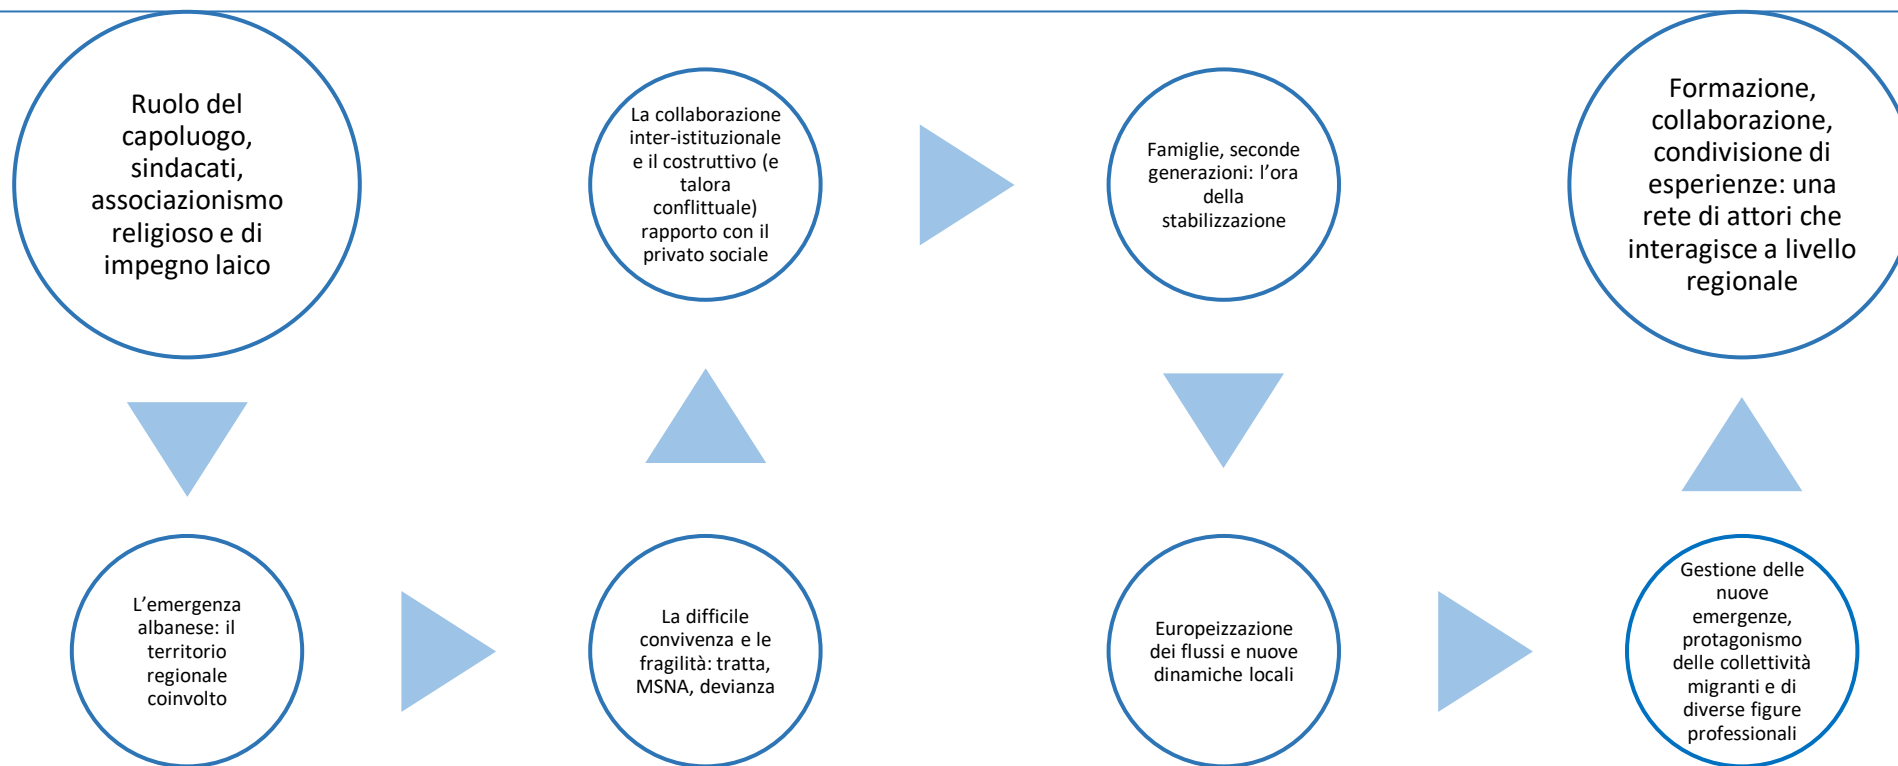 Ruolo del
capoluogo,
sindacati,
associazionismo
religioso e di
impegno laico
L’emergenza
albanese: il
territorio
regionale
coinvolto
La difficile
convivenza e le
fragilità: tratta,
MSNA, devianza
La collaborazione
inter-istituzionale
e il costruttivo (e
talora
conflittuale)
rapporto con il
privato sociale
Famiglie, seconde
generazioni: l’ora
della
stabilizzazione
Europeizzazione
dei flussi e nuove
dinamiche locali
Gestione delle
nuove
emergenze,
protagonismo
delle collettività
migranti e di
diverse figure
professionali
Formazione,
collaborazione,
condivisione di
esperienze: una
rete di attori che
interagisce a livello
regionale